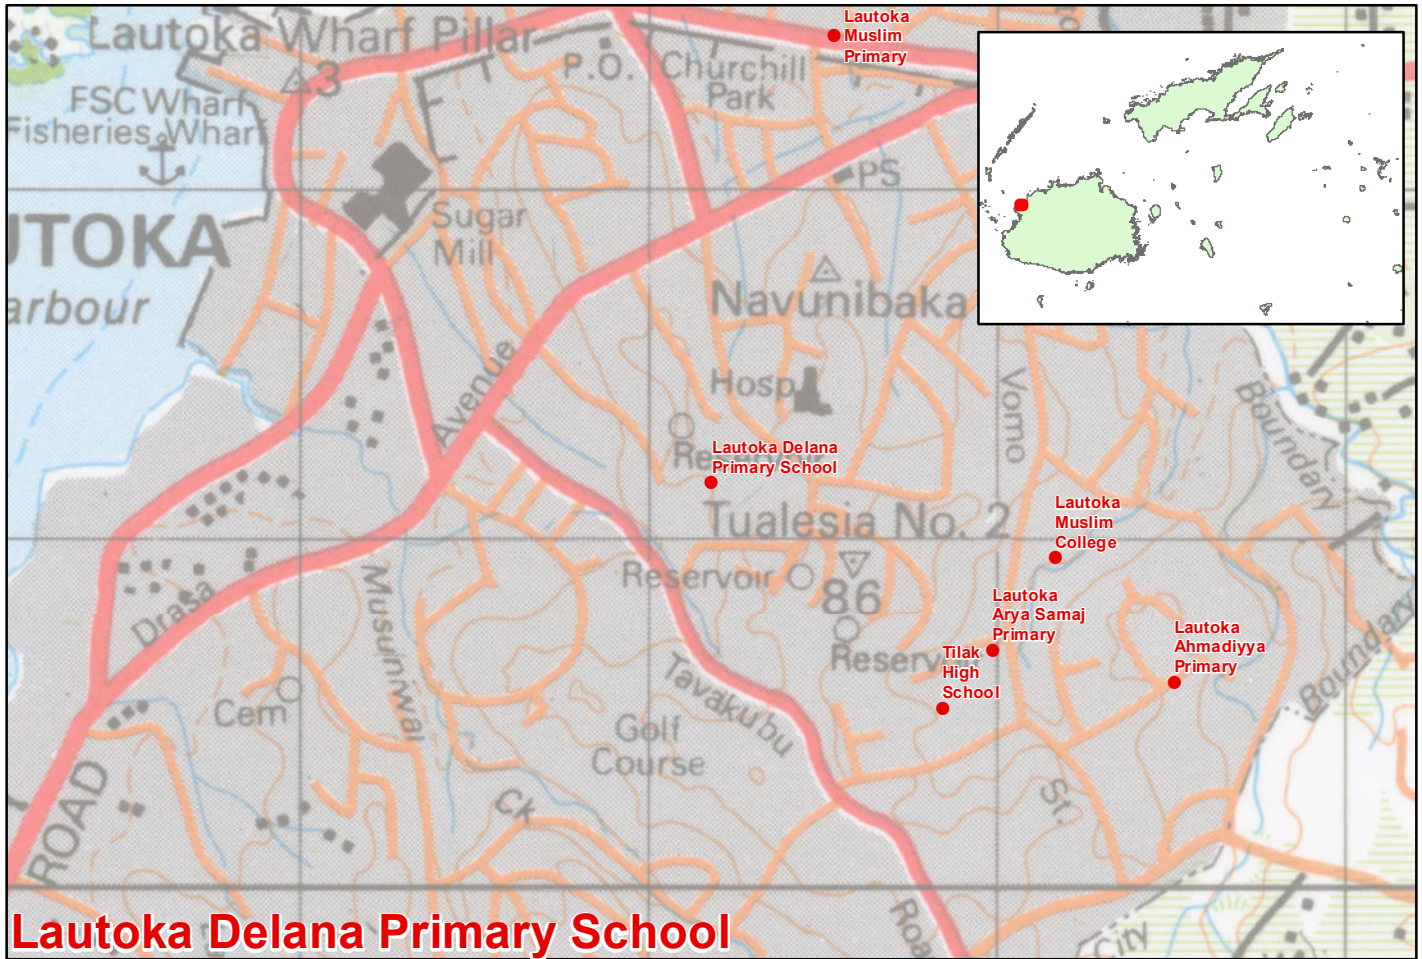 Lautoka Wharf Pillar
3
P.O.
Churchill
Park
Lautoka
Muslim
Primary
FSC Wharf
Fisheries Wharf
PS
UTOKA
arbour
Sugar
Mill
Navunibaka
Hosp
Avenue
Vomo
Boundary
Reservoir
Lautoka Delana
Primary School
Tualesia No. 2
Lautoka
Muslim
College
Reservoir
86
Drasa
Lautoka
Arya Samaj
Primary
Lautoka
Ahmadiyya
Primary
Reservoir
Tilak
High
School
Boundary
Cem
Tavakubu
Golf
Course
Ck
St.
ROAD
Road
City
Lautoka Delana Primary School